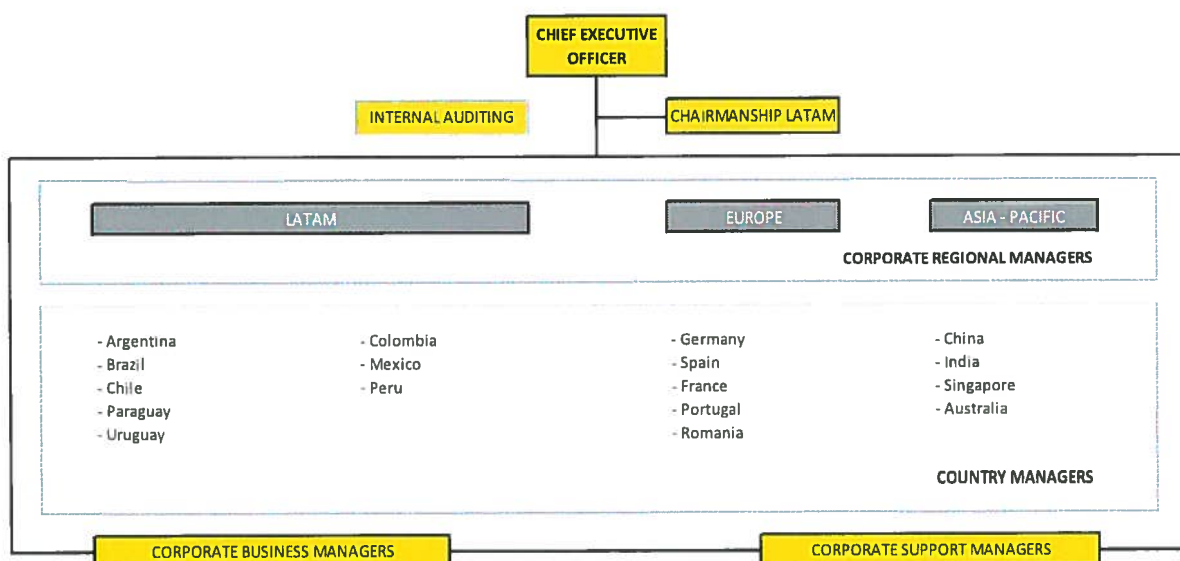 CHIEF EXECUTIVE
OFFICER
INTERNAL AUDITING
CHAIRMANSHIP LATAM
LATAM
EUROPE
ASIA - PACIFIC
CORPORATE REGIONAL MANAGERS
- Argentina
- Brazil
- Chile
- Paraguay
- Uruguay
- Colombia
- Mexico
- Peru
- Germany
- Spain
- France
- Portugal
- Romania
- China
- India
- Singapore
- Australia
COUNTRY MANAGERS
CORPORATE BUSINESS MANAGERS
CORPORATE SUPPORT MANAGERS